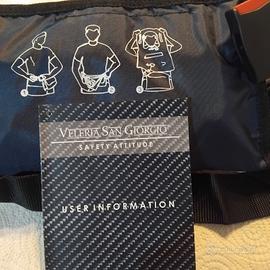 VELERIA SAN GIORGIO
SAFETY ATTITUDE
USER INFORMATION